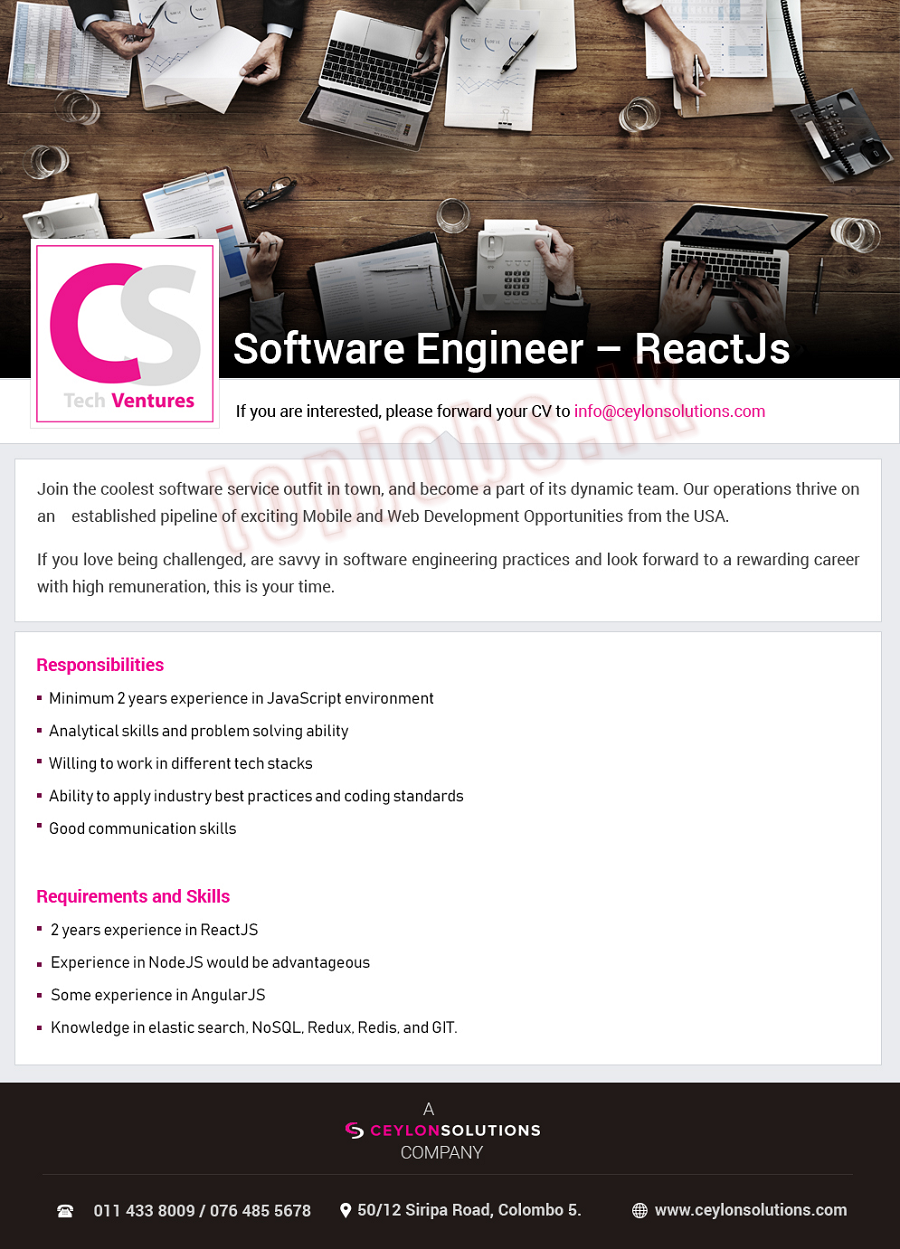 CS
Tech Ventures
Software Engineer – ReactJs
If you are interested, please forward your CV to info@ceylonsolutions.com
topjobs.lk
Join the coolest software service outfit in town, and become a part of its dynamic team. Our operations thrive on
an established pipeline of exciting Mobile and Web Development Opportunities from the USA.
If you love being challenged, are savvy in software engineering practices and look forward to a rewarding career
with high remuneration, this is your time.
Responsibilities
Minimum 2 years experience in JavaScript environment
Analytical skills and problem solving ability
Willing to work in different tech stacks
Ability to apply industry best practices and coding standards
Good communication skills
Requirements and Skills
2 years experience in ReactJS
Experience in NodeJS would be advantageous
Some experience in AngularJS
Knowledge in elastic search, NoSQL, Redux, Redis, and GIT.
A
CEYLONSOLUTIONS
COMPANY
011 433 8009 / 076 485 5678 50/12 Siripa Road, Colombo 5. www.ceylonsolutions.com